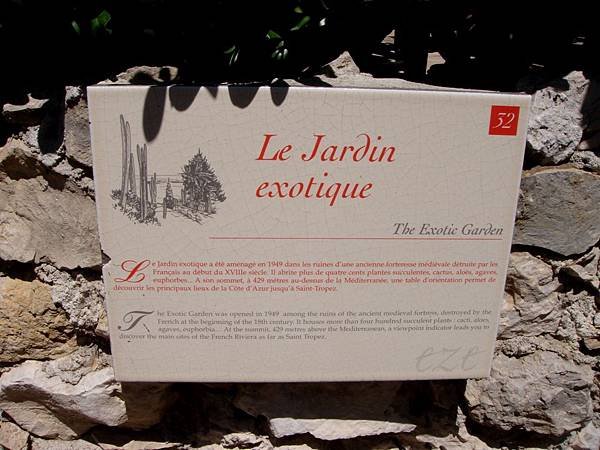 32
Le Jardin
exotique
The Exotic Garden
Le Jardin exotique a été aménagé en 1949 dans les ruines d'une ancienne forteresse médiévale détruite par les
Français au début du XVIIIe siècle. Il abrite plus de quatre cents plantes succulentes, cactus, aloès, agaves,
euphorbes... A son sommet, à 429 mètres au-dessus de la Méditerranée, une table d'orientation permet de
découvrir les principaux lieux de la Côte d'Azur jusqu'à Saint-Tropez.
The Exotic Garden was opened in 1949 among the ruins of the ancient medieval fortress, destroyed by the
French at the beginning of the 18th century. It houses more than four hundred succulent plants : cacti, aloes,
agaves, euphorbia.... At the summit, 429 metres above the Mediterranean, a viewpoint indicator leads you to
discover the main sites of the French Riviera as far as Saint Tropez.
eze